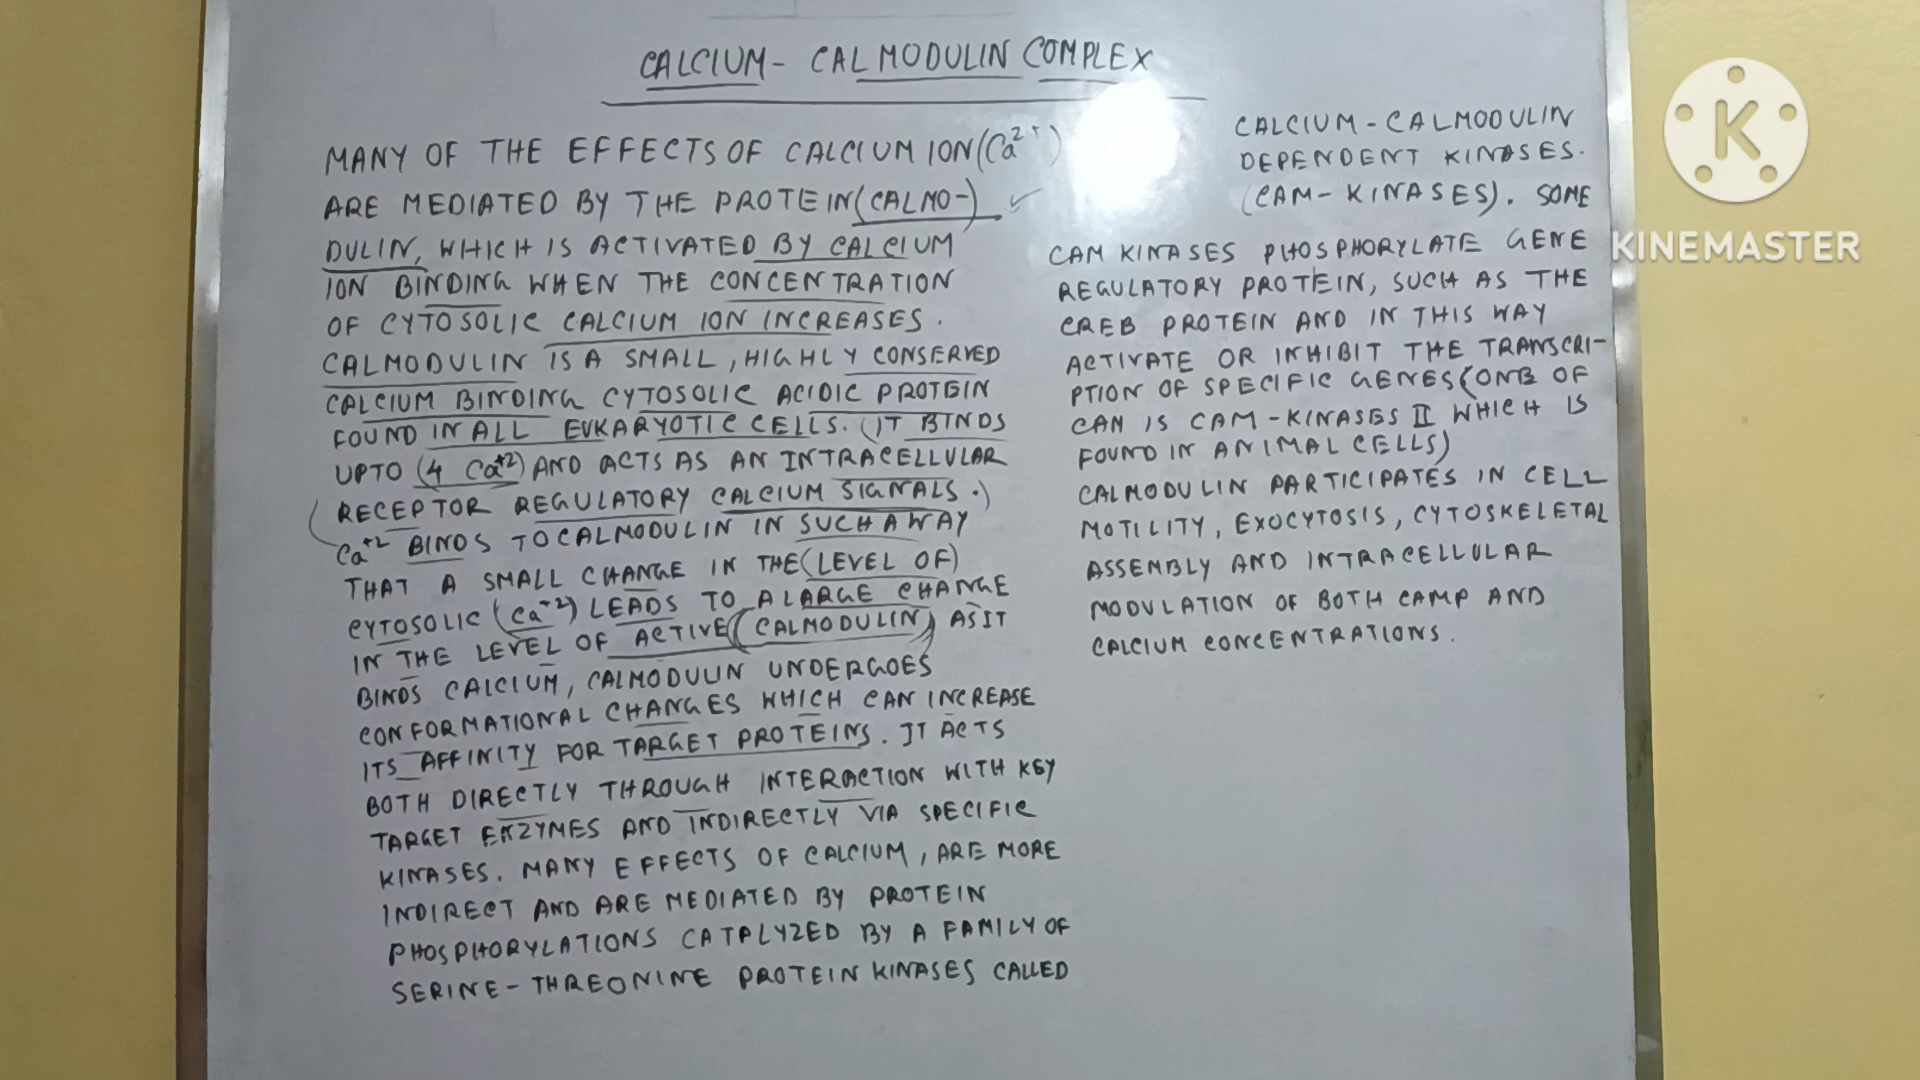 CALCIUM- CALMODULIN COMPLEX
MANY OF THE EFFECTS OF CALCIUM ION (Ca2+)
ARE MEDIATED BY THE PROTEIN (CALMO-)
DULIN, WHICH IS ACTIVATED BY CALCIUM
ION BINDING WHEN THE CONCENTRATION
OF CYTOSOLIC CALCIUM ION INCREASES.
CALMODULIN IS A SMALL, HIGHLY CONSERVED
CALCIUM BINDING CYTOSOLIC ACIDIC PROTEIN
FOUND IN ALL EUKARYOTIC CELLS. (IT BINDS
UPTO (4 Ca+2) AND ACTS AS AN INTRACELLULAR
RECEPTOR REGULATORY CALCIUM SIGNALS.)
Ca+2 BINDS TO CALMODULIN IN SUCH A WAY
THAT A SMALL CHANGE IN THE (LEVEL OF)
CYTOSOLIC (Ca+2) LEADS TO A LARGE CHANGE
IN THE LEVEL OF ACTIVE (CALMODULIN) AS IT
BINDS CALCIUM, CALMODULIN UNDERGOES
CONFORMATIONAL CHANGES WHICH CAN INCREASE
ITS AFFINITY FOR TARGET PROTEINS. IT ACTS
BOTH DIRECTLY THROUGH INTERACTION WITH KEY
TARGET ENZYMES AND INDIRECTLY VIA SPECIFIC
KINASES. MANY EFFECTS OF CALCIUM, ARE MORE
INDIRECT AND ARE MEDIATED BY PROTEIN
PHOSPHORYLATIONS CATALYZED BY A FAMILY OF
SERINE-THREONINE PROTEIN KINASES CALLED
CALCIUM-CALMODULIN
DEPENDENT KINASES.
(CAM-KINASES). SOME
CAM KINASES PHOSPHORYLATE GENE
REGULATORY PROTEIN, SUCH AS THE
CREB PROTEIN AND IN THIS WAY
ACTIVATE OR INHIBIT THE TRANSCRI-
PTION OF SPECIFIC GENES (ONE OF
CAM IS CAM-KINASES II WHICH IS
FOUND IN ANIMAL CELLS)
CALMODULIN PARTICIPATES IN CELL
MOTILITY, EXOCYTOSIS, CYTOSKELETAL
ASSEMBLY AND INTRACELLULAR
MODULATION OF BOTH CAMP AND
CALCIUM CONCENTRATIONS.
K
KINEMASTER